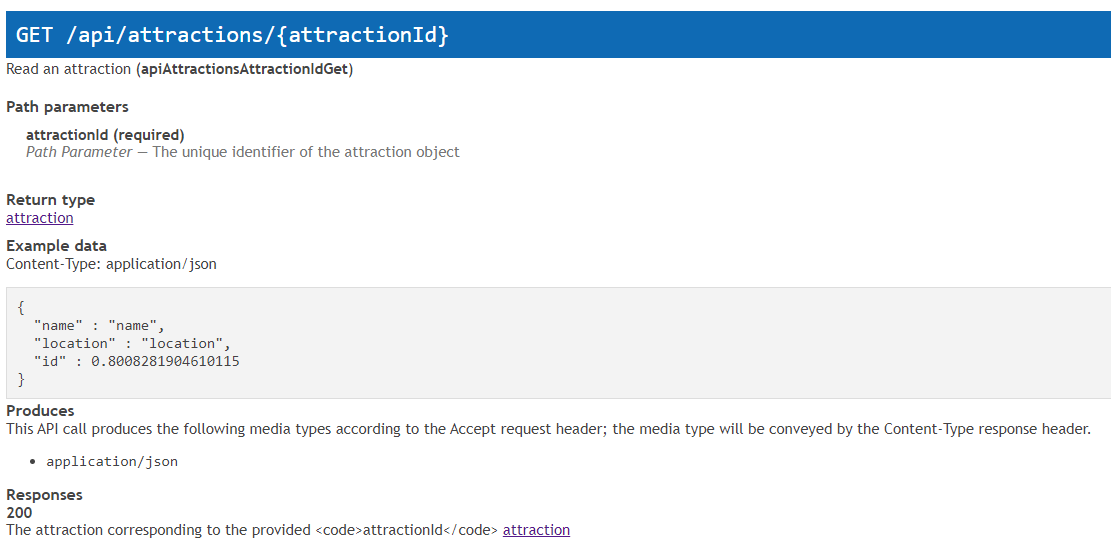 GET /api/attractions/{attractionId}
Read an attraction (apiAttractionsAttractionIdGet)
Path parameters
attractionId (required)
Path Parameter — The unique identifier of the attraction object
Return type
attraction
Example data
Content-Type: application/json
{
  "name" : "name",
  "location" : "location",
  "id" : 0.8008281904610115
}
Produces
This API call produces the following media types according to the Accept request header; the media type will be conveyed by the Content-Type response header.
• application/json
Responses
200
The attraction corresponding to the provided <code>attractionId</code> attraction